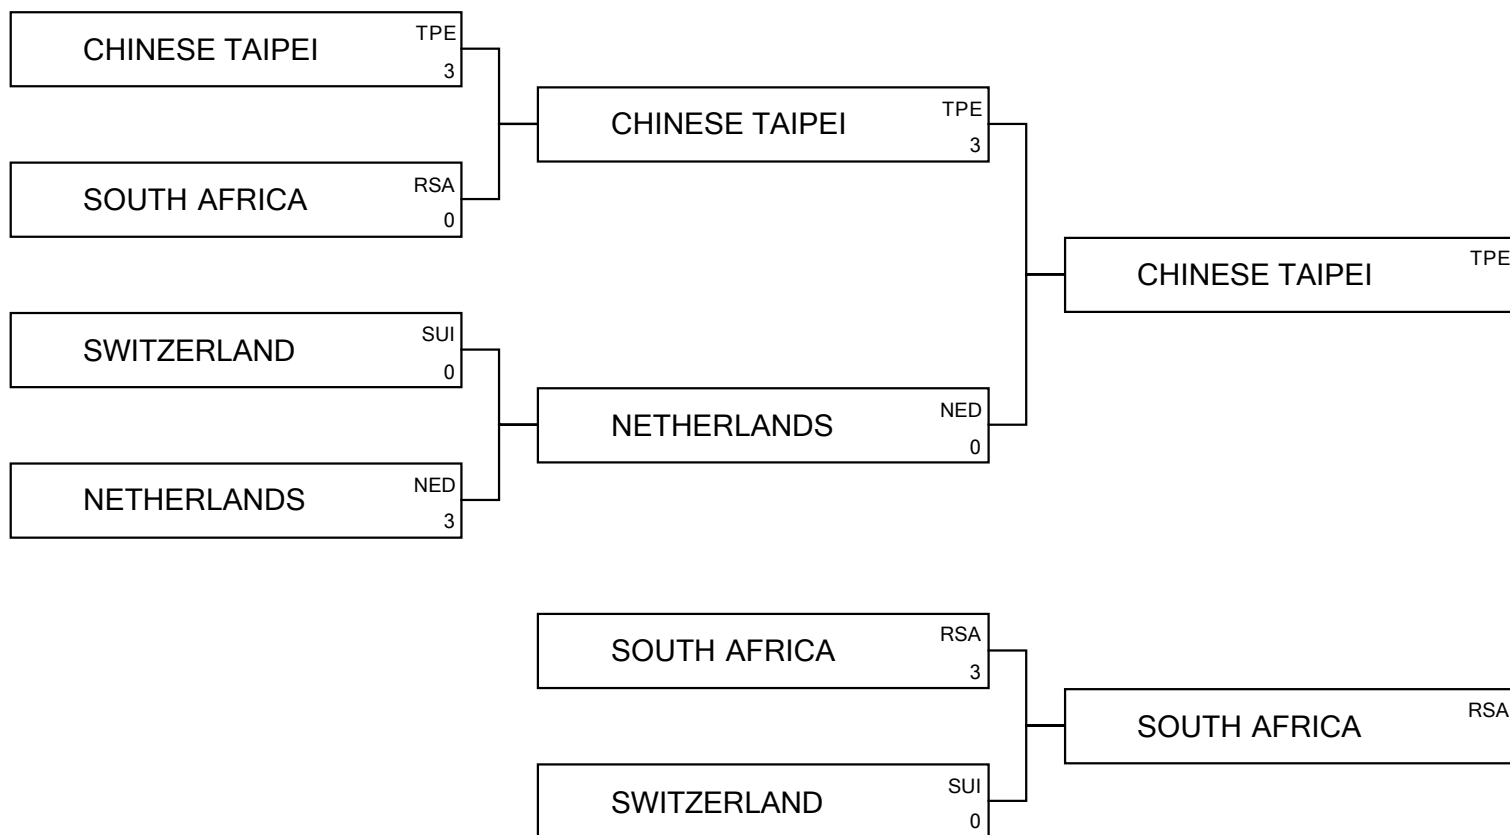 CHINESE TAIPEI TPE
3
SOUTH AFRICA RSA
0
SWITZERLAND SUI
0
NETHERLANDS NED
3
CHINESE TAIPEI TPE
3
NETHERLANDS NED
0
CHINESE TAIPEI TPE
SOUTH AFRICA RSA
3
SWITZERLAND SUI
0
SOUTH AFRICA RSA